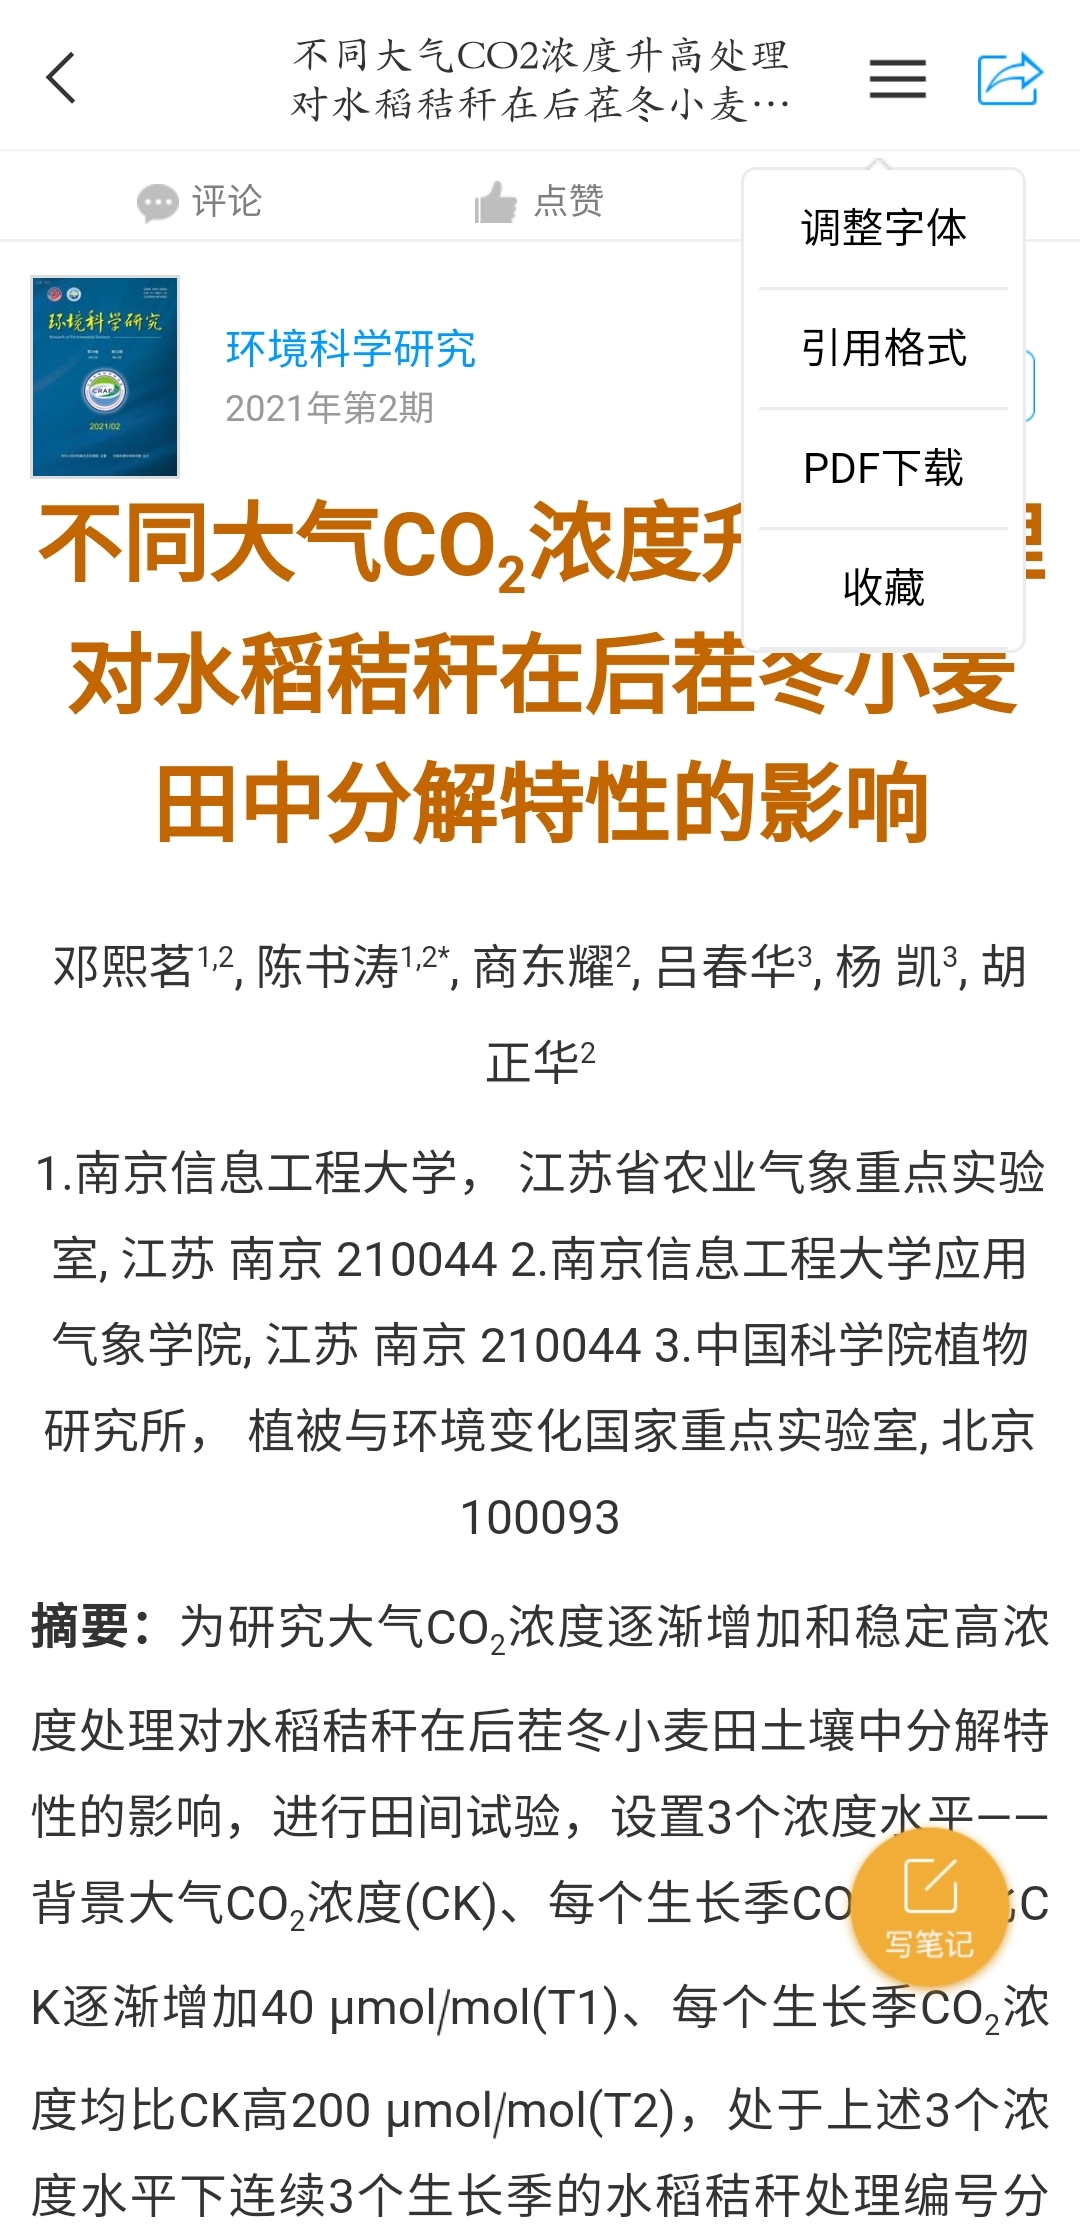 不同大气CO2浓度升高处理
对水稻秸秆在后茬冬小麦…
评论
点赞
调整字体
引用格式
PDF下载
收藏
环境科学研究
CRAES
2021/02
环境科学研究
2021年第2期
不同大气CO₂浓度升 理
对水稻秸秆在后茬冬小麦
田中分解特性的影响
邓熙茗1,2, 陈书涛1,2*, 商东耀2, 吕春华3, 杨 凯3, 胡
正华2
1.南京信息工程大学， 江苏省农业气象重点实验
室, 江苏 南京 210044 2.南京信息工程大学应用
气象学院, 江苏 南京 210044 3.中国科学院植物
研究所， 植被与环境变化国家重点实验室, 北京
100093
摘要：为研究大气CO₂浓度逐渐增加和稳定高浓
度处理对水稻秸秆在后茬冬小麦田土壤中分解特
性的影响，进行田间试验，设置3个浓度水平——
背景大气CO₂浓度(CK)、每个生长季CO 比C
写笔记
K逐渐增加40 μmol/mol(T1)、每个生长季CO₂浓
度均比CK高200 μmol/mol(T2)，处于上述3个浓
度水平下连续3个生长季的水稻秸秆处理编号分